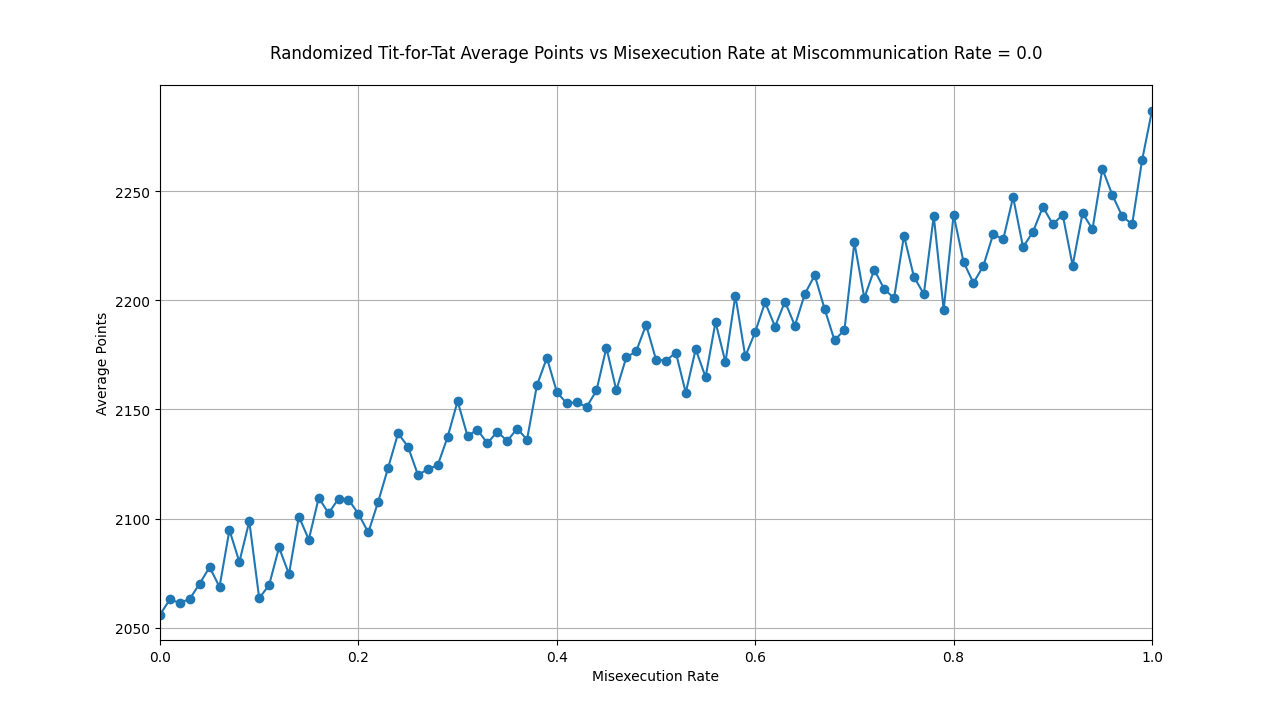 Randomized Tit-for-Tat Average Points vs Misexecution Rate at Miscommunication Rate = 0.0
Average Points
2250
2200
2150
2100
2050
0.0 0.2 0.4 0.6 0.8 1.0
Misexecution Rate